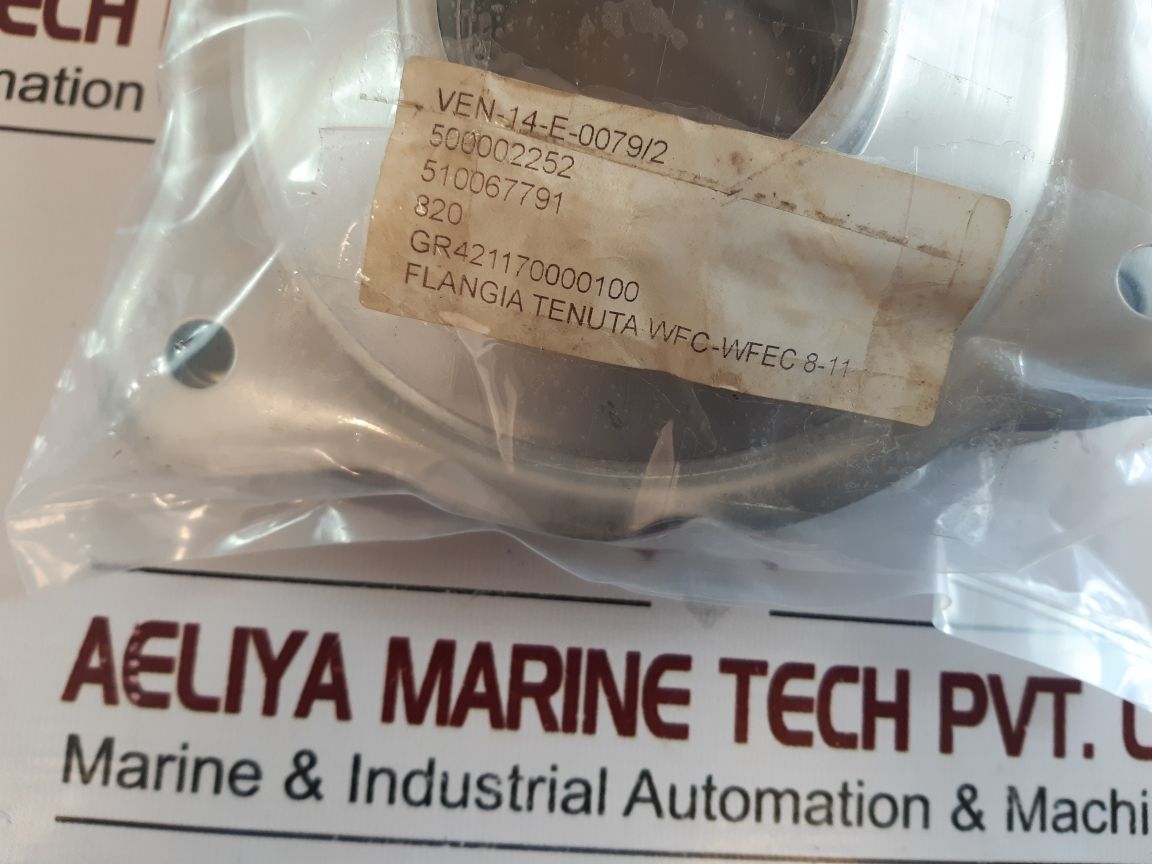 ECH
mation
VEN-14-E-0079/2
500002252
510067791
820
GR421170000100
FLANGIA TENUTA WFC-WFEC 8-11
AELIYA MARINE TECH PVT.
Marine & Industrial Automation & Machi